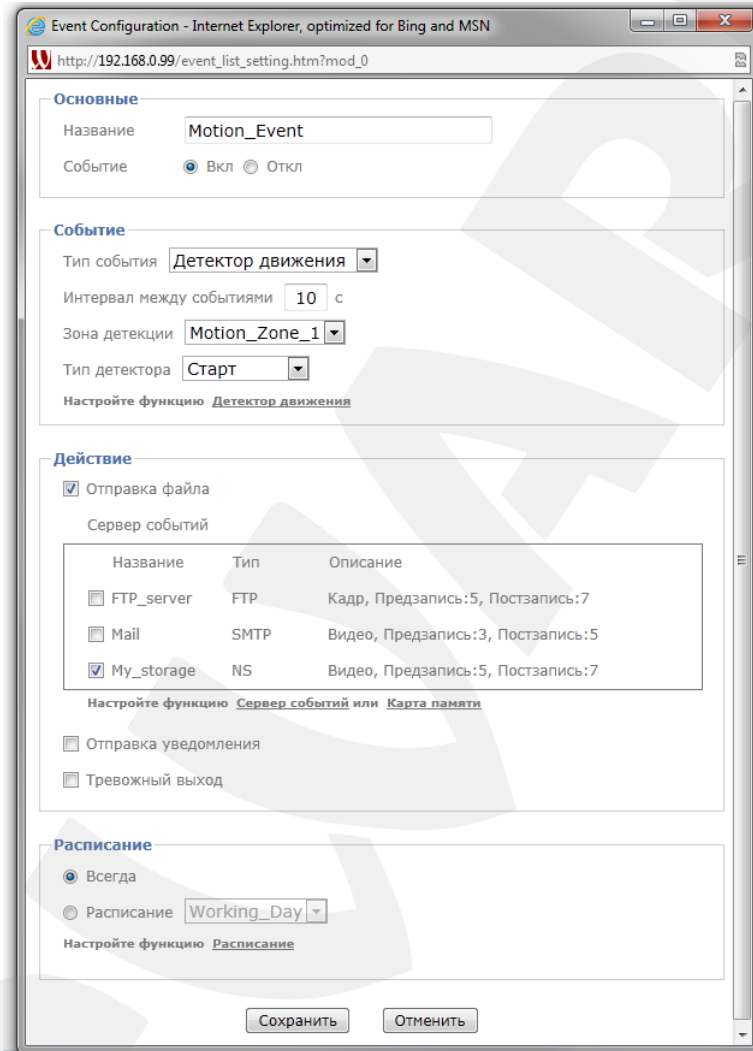 Event Configuration - Internet Explorer, optimized for Bing and MSN
http://192.168.0.99/event_list_setting.htm?mod_0
Основные
Название Motion_Event
Событие Вкл Откл
Событие
Тип события Детектор движения
Интервал между событиями 10 с
Зона детекции Motion_Zone_1
Тип детектора Старт
Настройте функцию Детектор движения
Действие
Отправка файла
Сервер событий
Название Тип Описание
FTP_server FTP Кадр, Предзапись:5, Постзапись:7
Mail SMTP Видео, Предзапись:3, Постзапись:5
My_storage NS Видео, Предзапись:5, Постзапись:7
Настройте функцию Сервер событий или Карта памяти
Отправка уведомления
Тревожный выход
Расписание
Всегда
Расписание Working_Day
Настройте функцию Расписание
Сохранить Отменить